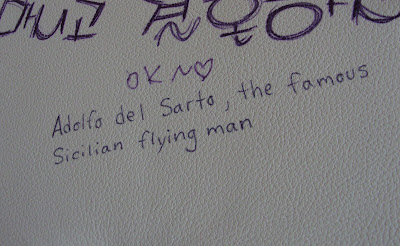 OK N♡
Adolfo del Sarto, the famous
Sicilian flying man